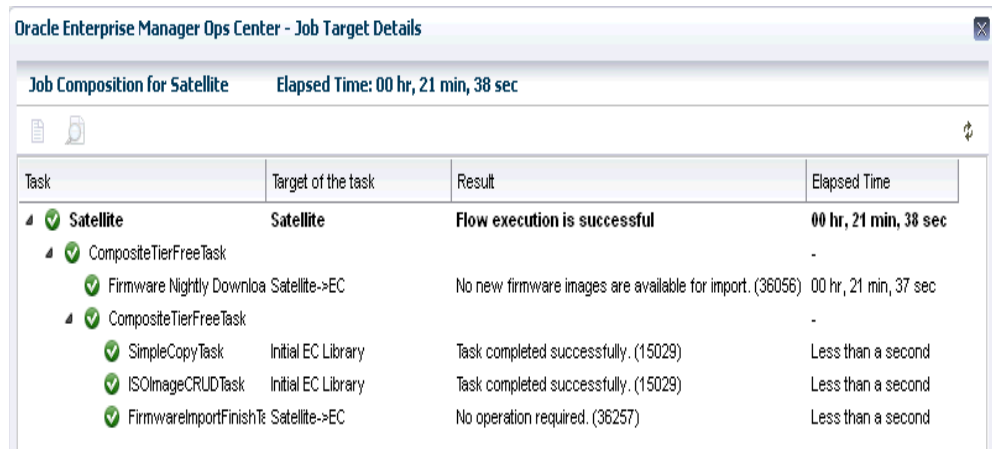 Oracle Enterprise Manager Ops Center - Job Target Details
Job Composition for Satellite Elapsed Time: 00 hr, 21 min, 38 sec
Task Target of the task Result Elapsed Time
Satellite Satellite Flow execution is successful 00 hr, 21 min, 38 sec
CompositeTierFreeTask -
Firmware Nightly Downloa Satellite->EC No new firmware images are available for import. (36056) 00 hr, 21 min, 37 sec
CompositeTierFreeTask -
SimpleCopyTask Initial EC Library Task completed successfully. (15029) Less than a second
ISOImageCRUDTask Initial EC Library Task completed successfully. (15029) Less than a second
FirmwareImportFinishTa Satellite->EC No operation required. (36257) Less than a second